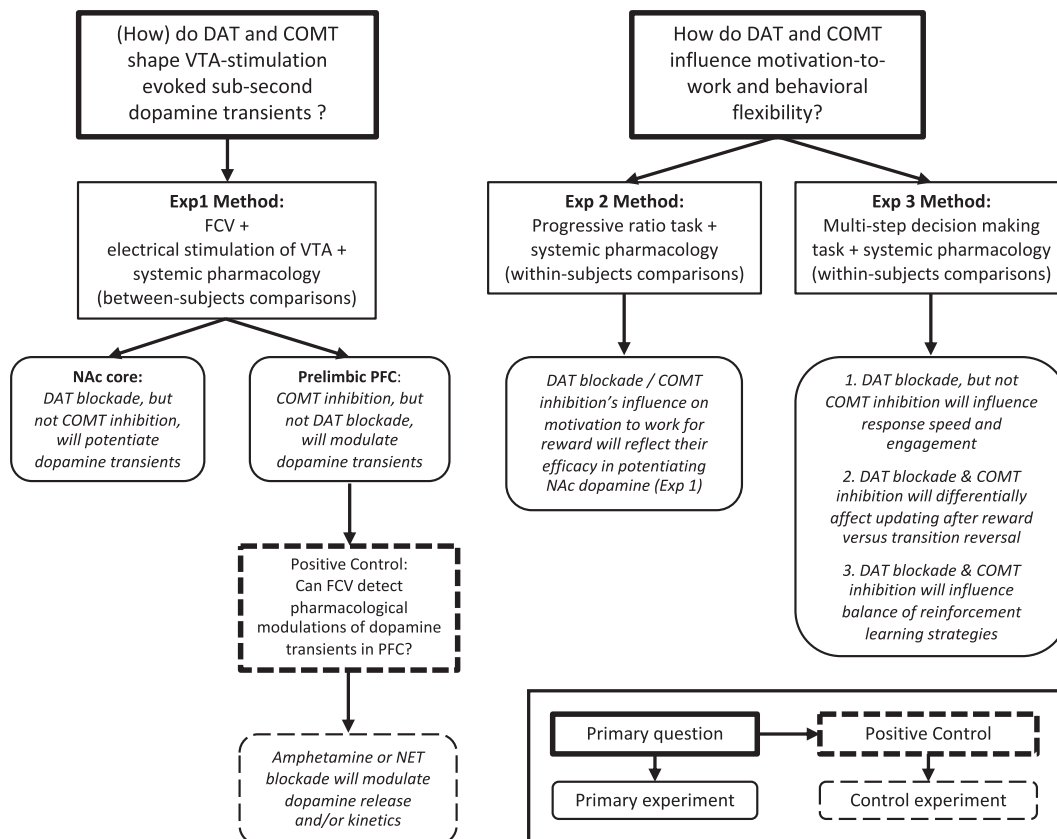 (How) do DAT and COMT
shape VTA-stimulation
evoked sub-second
dopamine transients ?
Exp1 Method:
FCV +
electrical stimulation of VTA +
systemic pharmacology
(between-subjects comparisons)
NAc core:
DAT blockade, but
not COMT inhibition,
will potentiate
dopamine transients
Prelimbic PFC:
COMT inhibition, but
not DAT blockade,
will modulate
dopamine transients
Positive Control:
Can FCV detect
pharmacological
modulations of dopamine
transients in PFC?
Amphetamine or NET
blockade will modulate
dopamine release
and/or kinetics
How do DAT and COMT
influence motivation-to-
work and behavioral
flexibility?
Exp 2 Method:
Progressive ratio task +
systemic pharmacology
(within-subjects comparisons)
DAT blockade / COMT
inhibition’s influence on
motivation to work for
reward will reflect their
efficacy in potentiating
NAc dopamine (Exp 1)
Exp 3 Method:
Multi-step decision making
task + systemic pharmacology
(within-subjects comparisons)
1. DAT blockade, but not
COMT inhibition will influence
response speed and
engagement
2. DAT blockade & COMT
inhibition will differentially
affect updating after reward
versus transition reversal
3. DAT blockade & COMT
inhibition will influence
balance of reinforcement
learning strategies
Primary question
Positive Control
Primary experiment
Control experiment